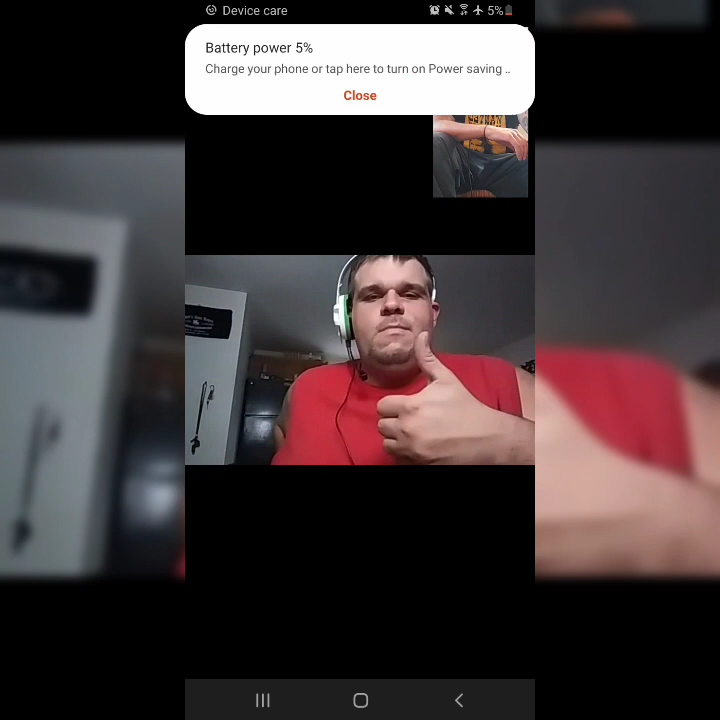 Device care
5%
Battery power 5%
Charge your phone or tap here to turn on Power saving ..
Close